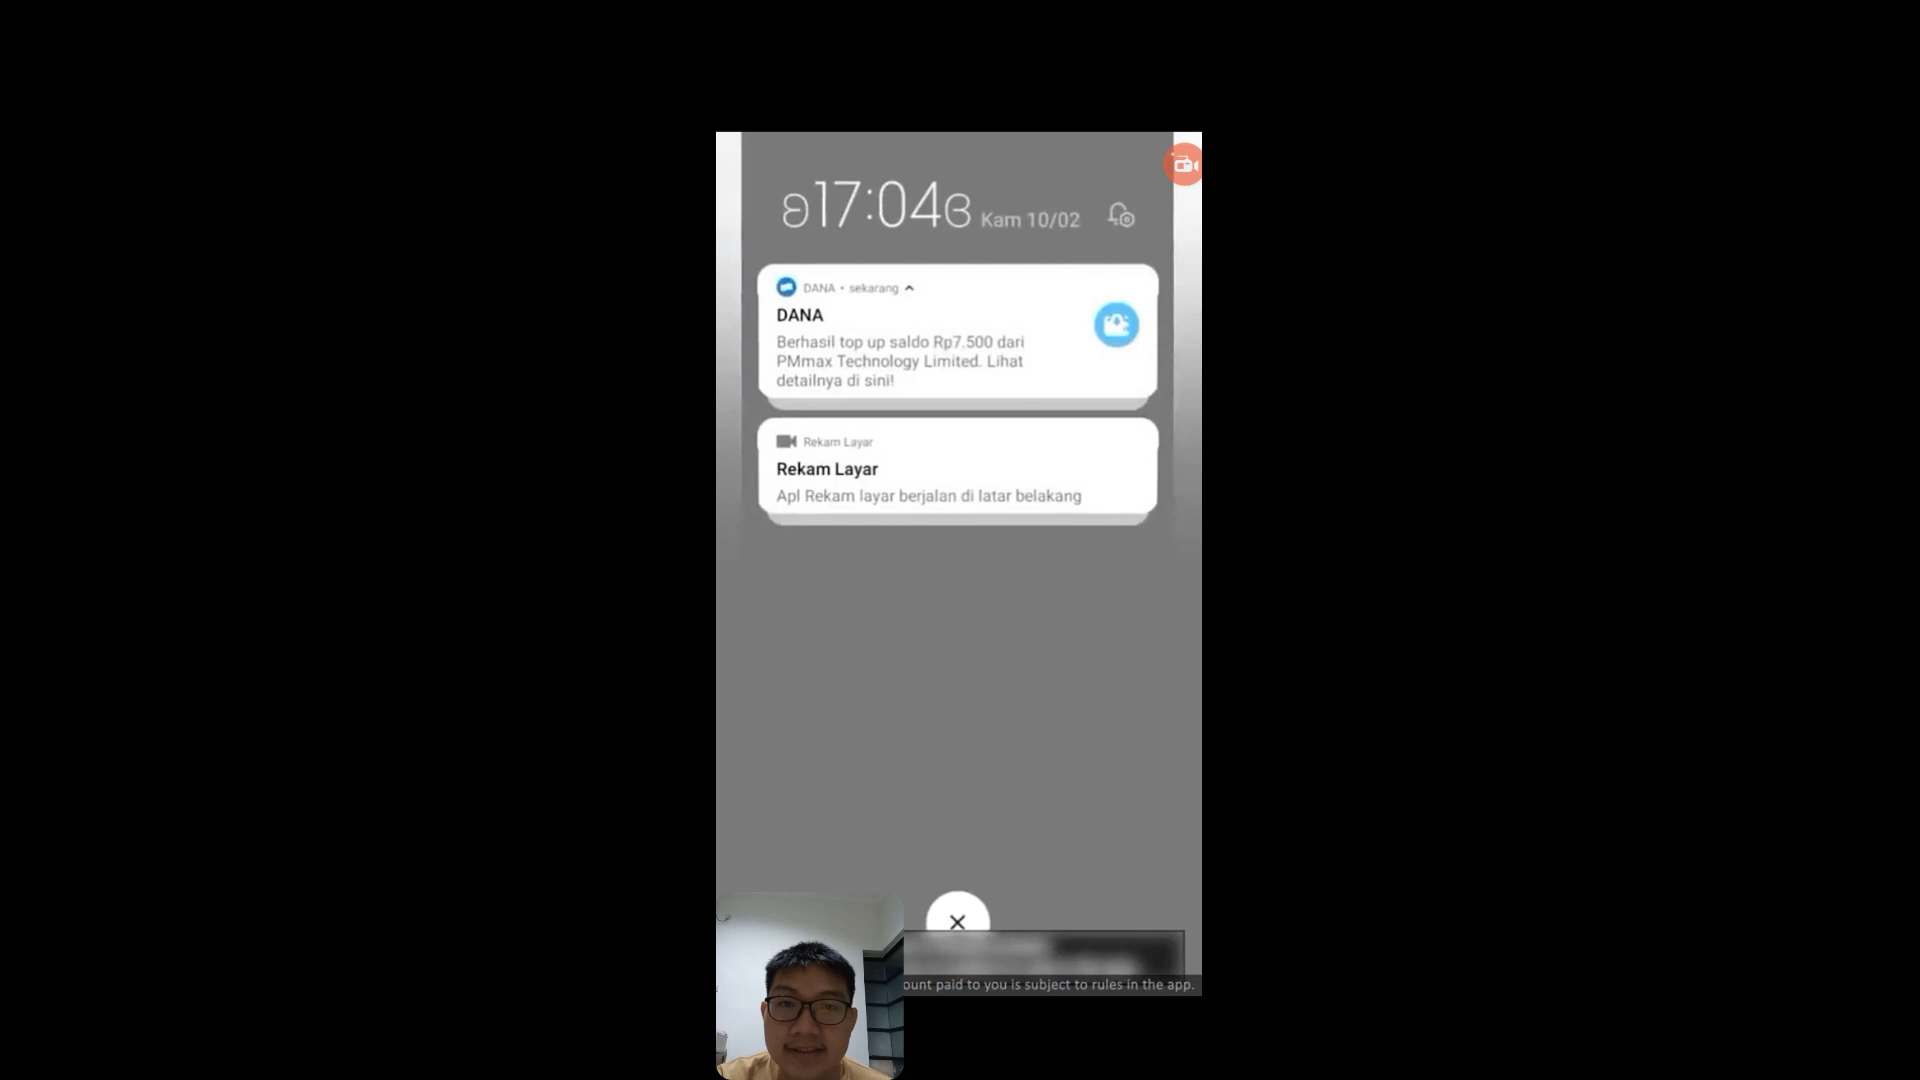 17:04 Kam 10/02
DANA • sekarang
DANA
Berhasil top up saldo Rp7.500 dari
PMmax Technology Limited. Lihat
detailnya di sini!
Rekam Layar
Rekam Layar
Apl Rekam layar berjalan di latar belakang
paid to you is subject to rules in the app.